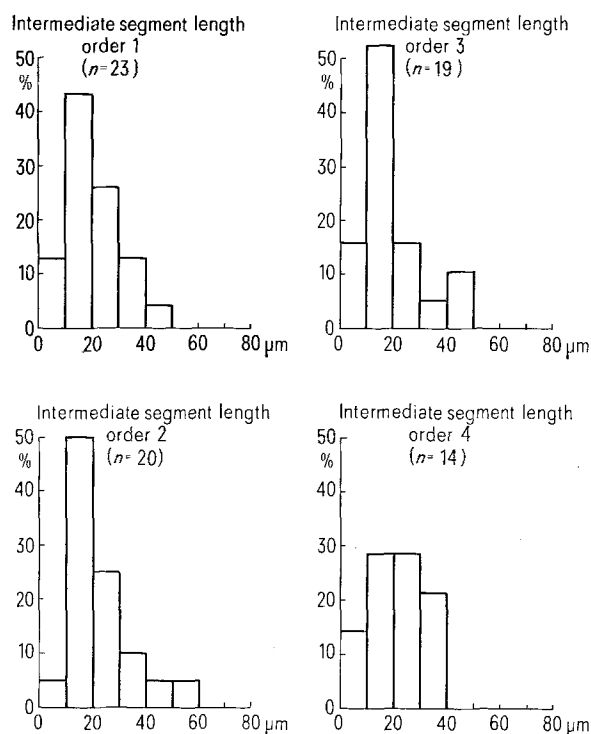 Intermediate segment length
order 1
(n=23)
50
%
40
30
20
10
0
0 20 40 60 80 µm
Intermediate segment length
order 3
(n=19)
50
%
40
30
20
10
0
0 20 40 60 80 µm
Intermediate segment length
order 2
(n=20)
50
%
40
30
20
10
0
0 20 40 60 80 µm
Intermediate segment length
order 4
(n=14)
50
%
40
30
20
10
0
0 20 40 60 80 µm